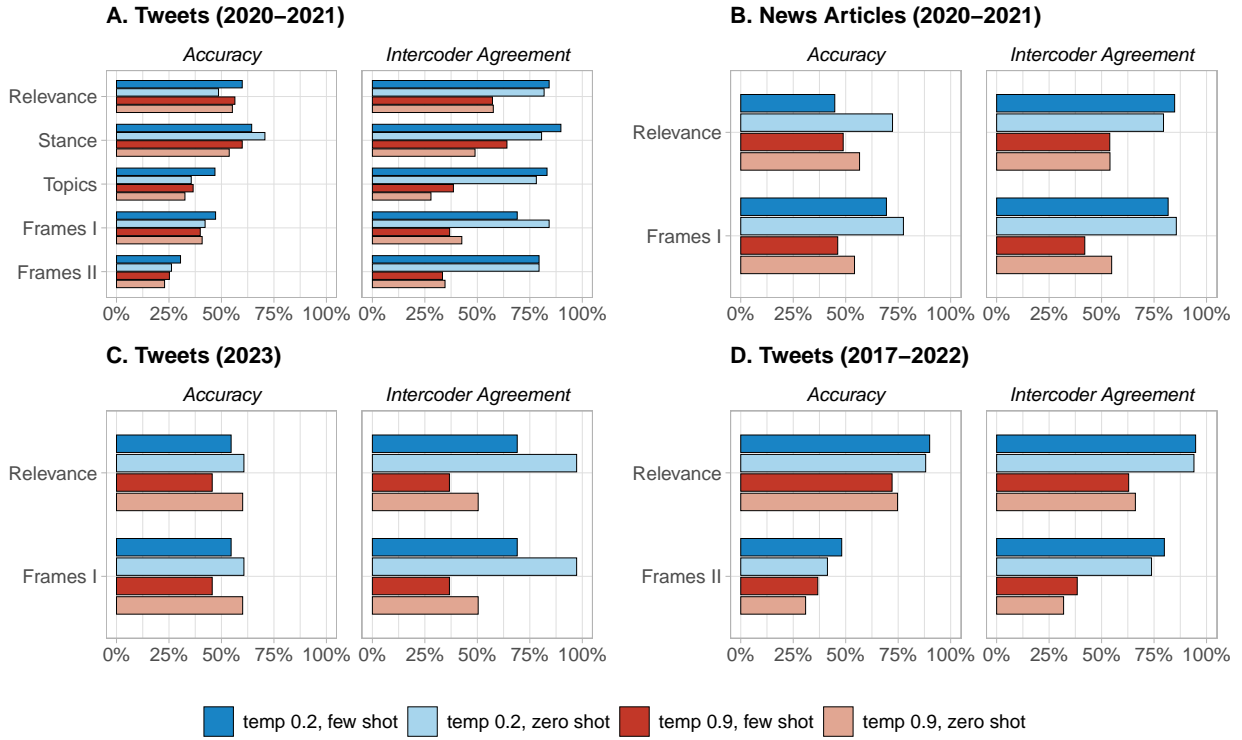 A. Tweets (2020–2021)
Accuracy
Intercoder Agreement
Relevance
Stance
Topics
Frames I
Frames II
0% 25% 50% 75% 100%
0% 25% 50% 75% 100%
B. News Articles (2020–2021)
Accuracy
Intercoder Agreement
Relevance
Frames I
0% 25% 50% 75% 100%
0% 25% 50% 75% 100%
C. Tweets (2023)
Accuracy
Intercoder Agreement
Relevance
Frames I
0% 25% 50% 75% 100%
0% 25% 50% 75% 100%
D. Tweets (2017–2022)
Accuracy
Intercoder Agreement
Relevance
Frames II
0% 25% 50% 75% 100%
0% 25% 50% 75% 100%
temp 0.2, few shot
temp 0.2, zero shot
temp 0.9, few shot
temp 0.9, zero shot